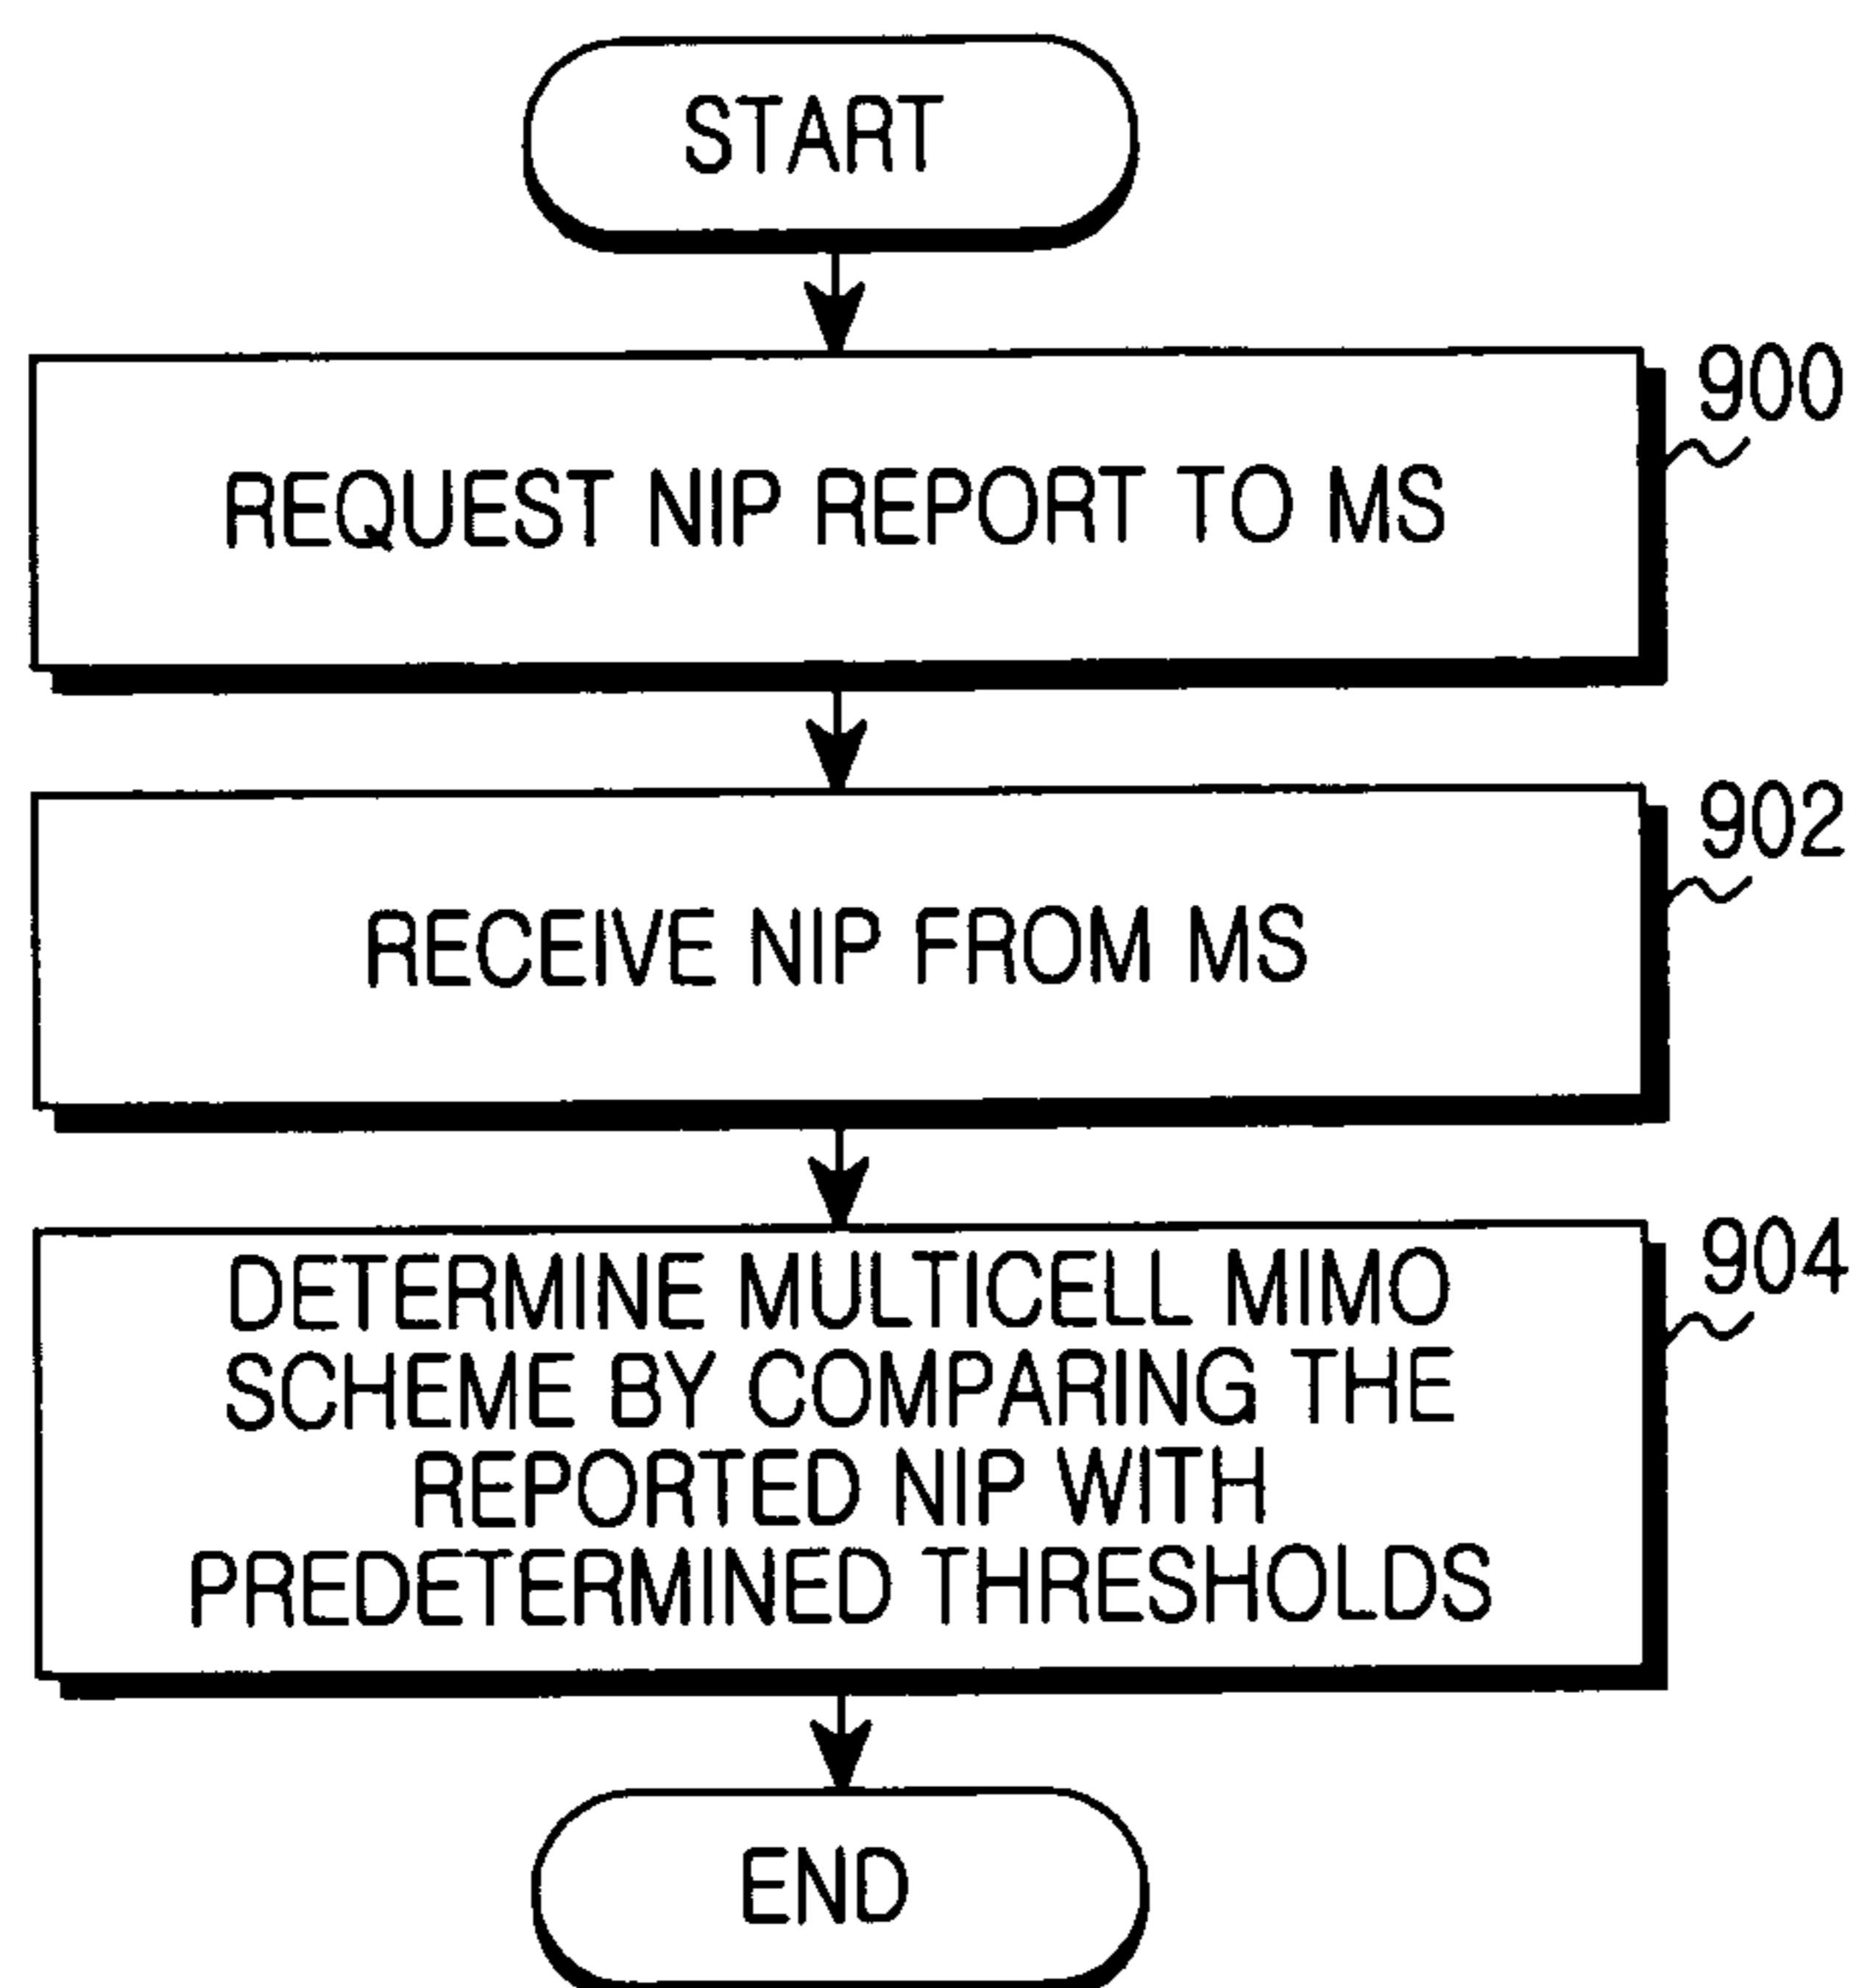 START
900
REQUEST NIP REPORT TO MS
902
RECEIVE NIP FROM MS
904
DETERMINE MULTICELL MIMO
SCHEME BY COMPARING THE
REPORTED NIP WITH
PREDETERMINED THRESHOLDS
END